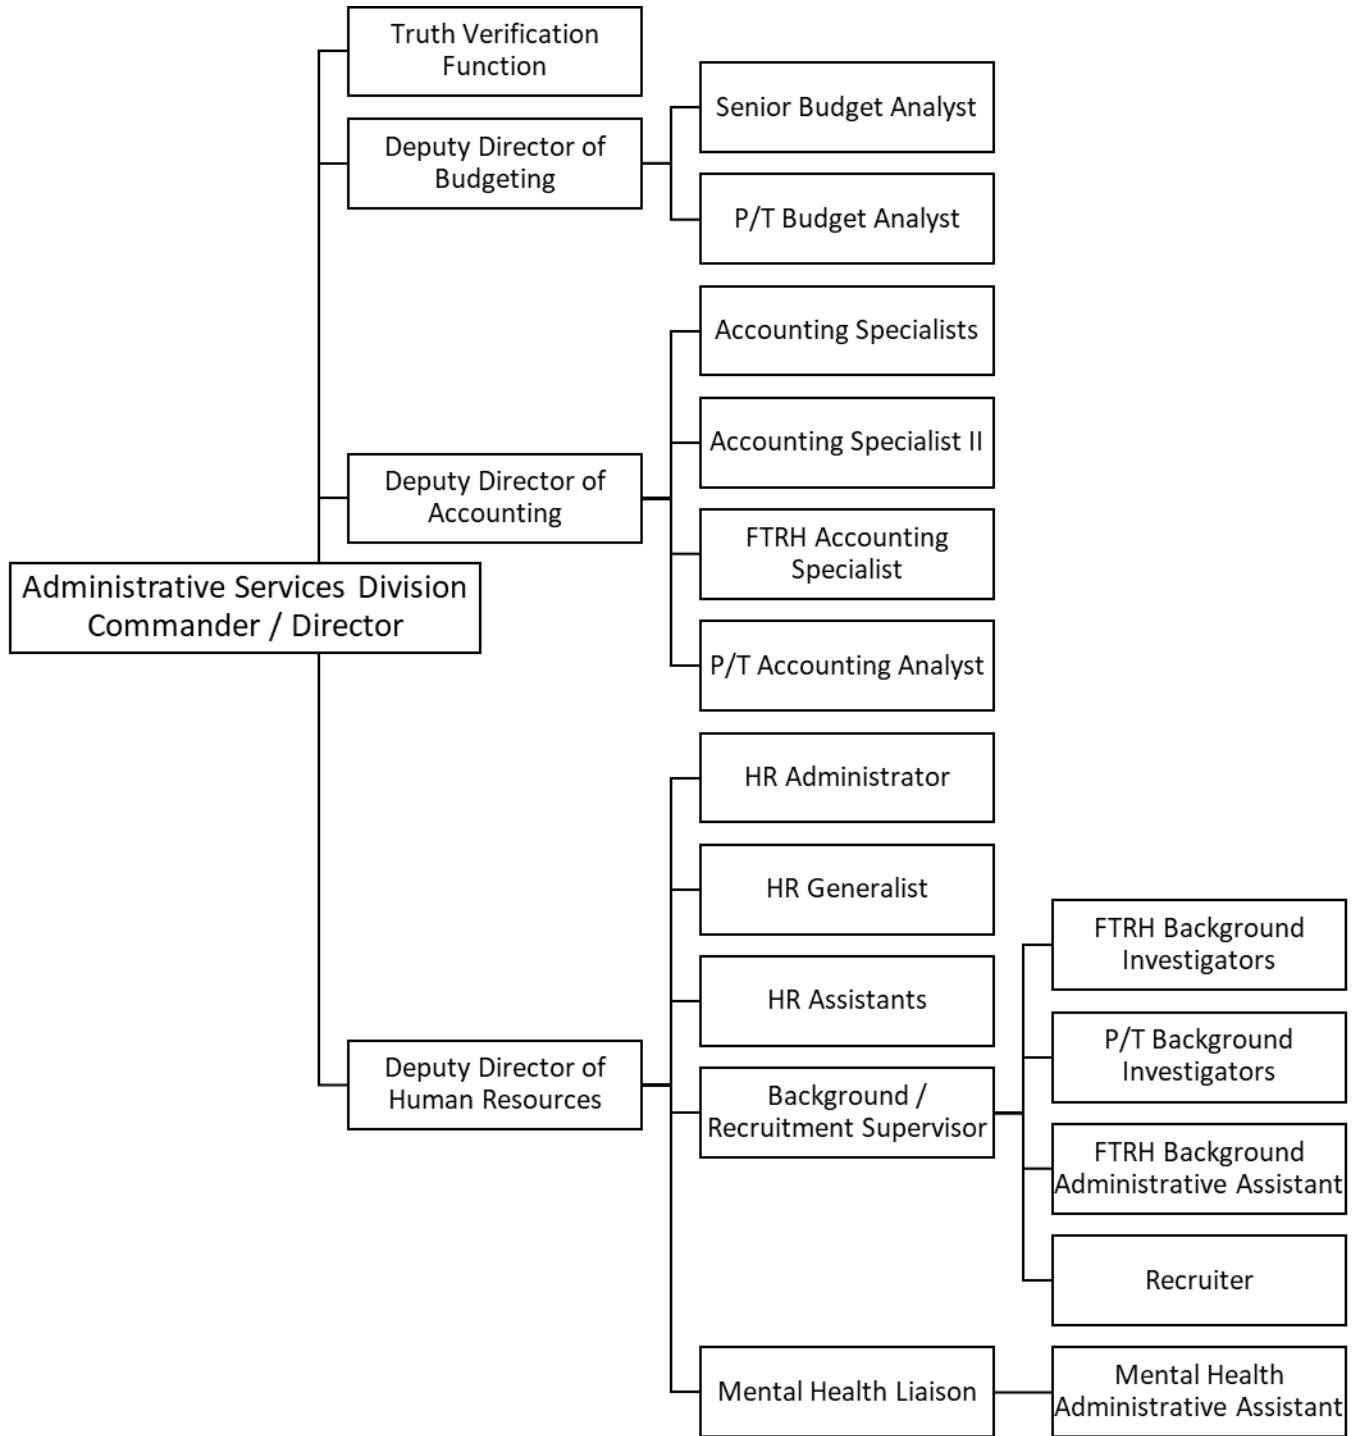 Truth Verification
Function
Deputy Director of
Budgeting
Senior Budget Analyst
P/T Budget Analyst
Accounting Specialists
Accounting Specialist II
Deputy Director of
Accounting
FTRH Accounting
Specialist
P/T Accounting Analyst
Administrative Services Division
Commander / Director
HR Administrator
HR Generalist
HR Assistants
Deputy Director of
Human Resources
Background /
Recruitment Supervisor
FTRH Background
Investigators
P/T Background
Investigators
FTRH Background
Administrative Assistant
Recruiter
Mental Health Liaison
Mental Health
Administrative Assistant